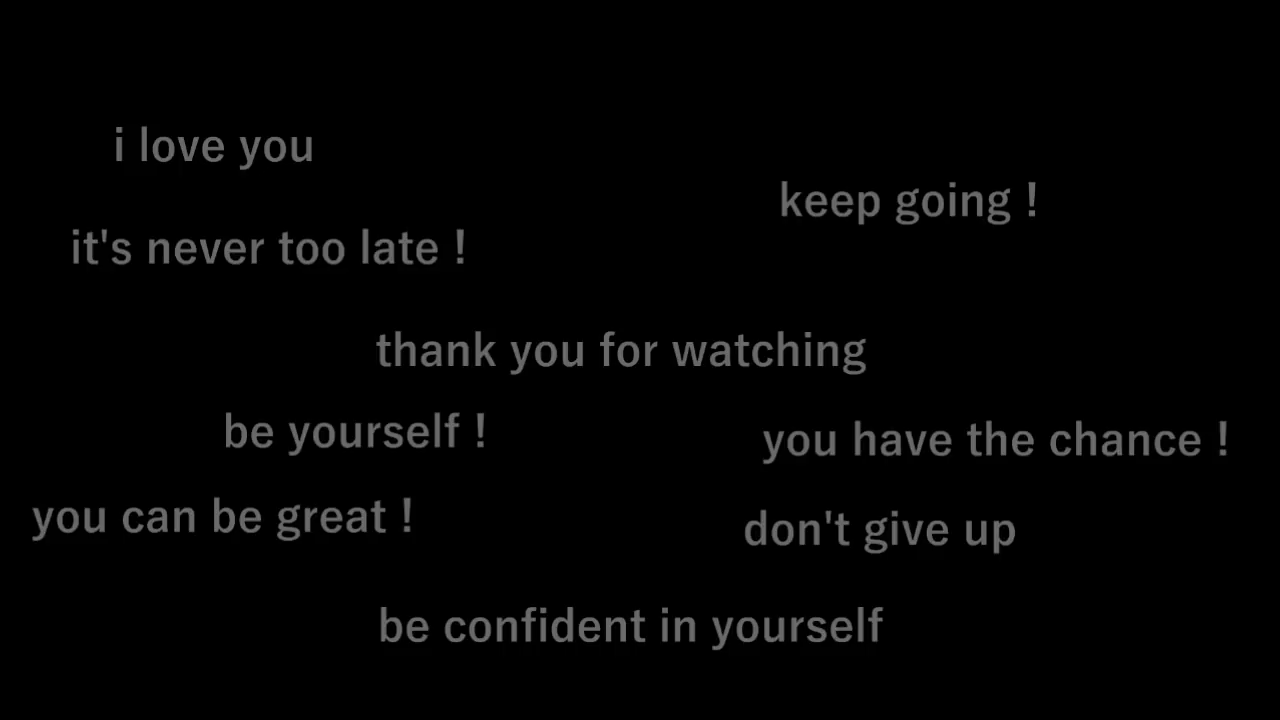 i love you
keep going !
it's never too late !
thank you for watching
be yourself !
you have the chance !
you can be great !
don't give up
be confident in yourself